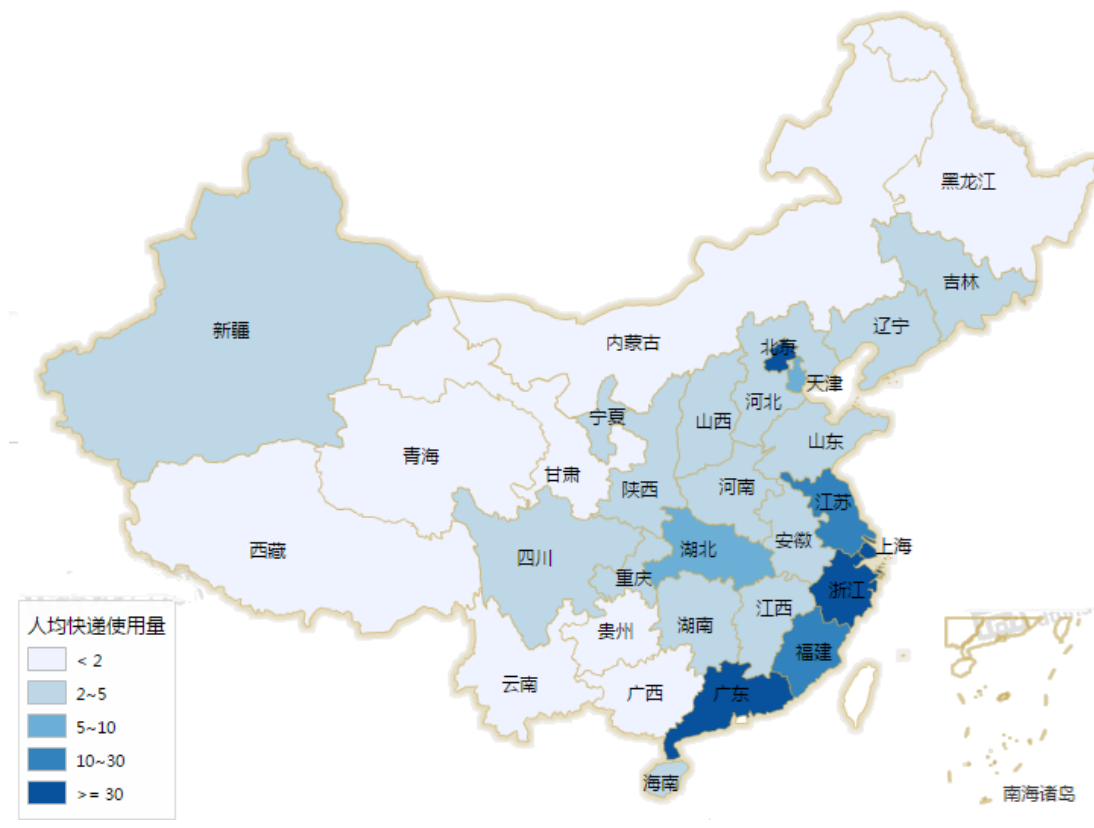 黑龙江
吉林
新疆
辽宁
内蒙古
北京
天津
河北
宁夏
山西
山东
青海
甘肃
陕西
河南
江苏
西藏
四川
湖北
安徽
上海
重庆
浙江
江西
贵州
湖南
福建
云南
广西
广东
海南
南海诸岛
人均快递使用量
< 2
2~5
5~10
10~30
>= 30